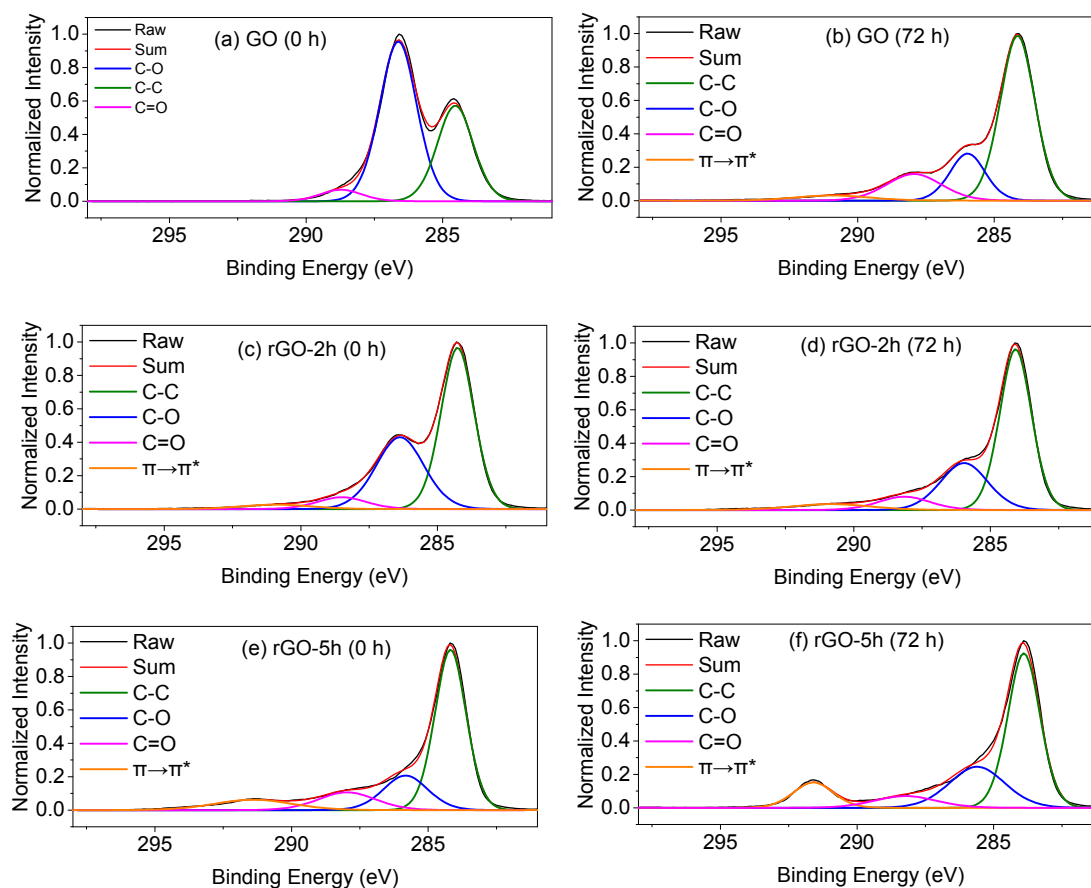 Normalized Intensity
1.0
0.8
0.6
0.4
0.2
0.0
Raw
Sum
C-O
C-C
C=O
(a) GO (0 h)
295
290
285
Binding Energy (eV)
Normalized Intensity
1.0
0.8
0.6
0.4
0.2
0.0
Raw
Sum
C-C
C-O
C=O
π→π*
(b) GO (72 h)
295
290
285
Binding Energy (eV)
Normalized Intensity
1.0
0.8
0.6
0.4
0.2
0.0
Raw
Sum
C-C
C-O
C=O
π→π*
(c) rGO-2h (0 h)
295
290
285
Binding Energy (eV)
Normalized Intensity
1.0
0.8
0.6
0.4
0.2
0.0
Raw
Sum
C-C
C-O
C=O
π→π*
(d) rGO-2h (72 h)
295
290
285
Binding Energy (eV)
Normalized Intensity
1.0
0.8
0.6
0.4
0.2
0.0
Raw
Sum
C-C
C-O
C=O
π→π*
(e) rGO-5h (0 h)
295
290
285
Binding Energy (eV)
Normalized Intensity
1.0
0.8
0.6
0.4
0.2
0.0
Raw
Sum
C-C
C-O
C=O
π→π*
(f) rGO-5h (72 h)
295
290
285
Binding Energy (eV)